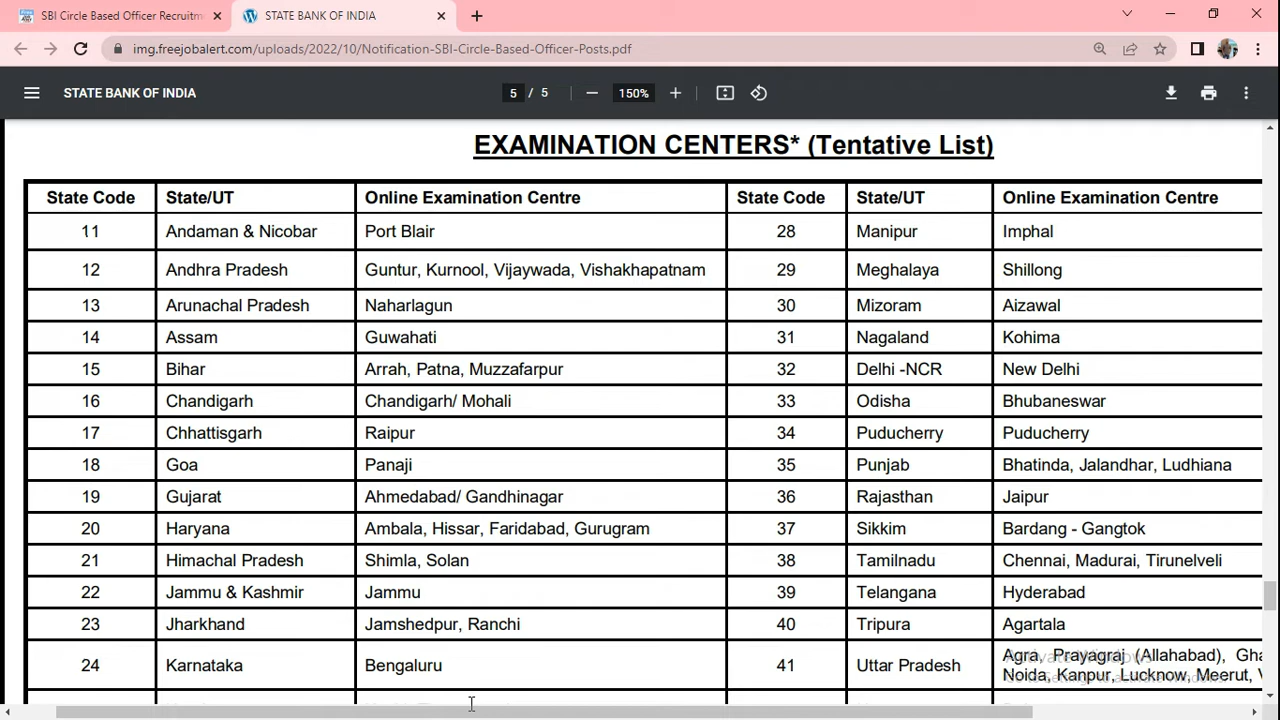 SBI Circle Based Officer Recruitm
STATE BANK OF INDIA
img.freejobalert.com/uploads/2022/10/Notification-SBI-Circle-Based-Officer-Posts.pdf
STATE BANK OF INDIA
5 / 5
150%
EXAMINATION CENTERS* (Tentative List)
State Code State/UT Online Examination Centre State Code State/UT Online Examination Centre
11 Andaman & Nicobar Port Blair 28 Manipur Imphal
12 Andhra Pradesh Guntur, Kurnool, Vijaywada, Vishakhapatnam 29 Meghalaya Shillong
13 Arunachal Pradesh Naharlagun 30 Mizoram Aizawal
14 Assam Guwahati 31 Nagaland Kohima
15 Bihar Arrah, Patna, Muzzafarpur 32 Delhi -NCR New Delhi
16 Chandigarh Chandigarh/ Mohali 33 Odisha Bhubaneswar
17 Chhattisgarh Raipur 34 Puducherry Puducherry
18 Goa Panaji 35 Punjab Bhatinda, Jalandhar, Ludhiana
19 Gujarat Ahmedabad/ Gandhinagar 36 Rajasthan Jaipur
20 Haryana Ambala, Hissar, Faridabad, Gurugram 37 Sikkim Bardang - Gangtok
21 Himachal Pradesh Shimla, Solan 38 Tamilnadu Chennai, Madurai, Tirunelveli
22 Jammu & Kashmir Jammu 39 Telangana Hyderabad
23 Jharkhand Jamshedpur, Ranchi 40 Tripura Agartala
24 Karnataka Bengaluru 41 Uttar Pradesh Agra, Prayagraj (Allahabad), Gha
Noida, Kanpur, Lucknow, Meerut, V
Activate Windows